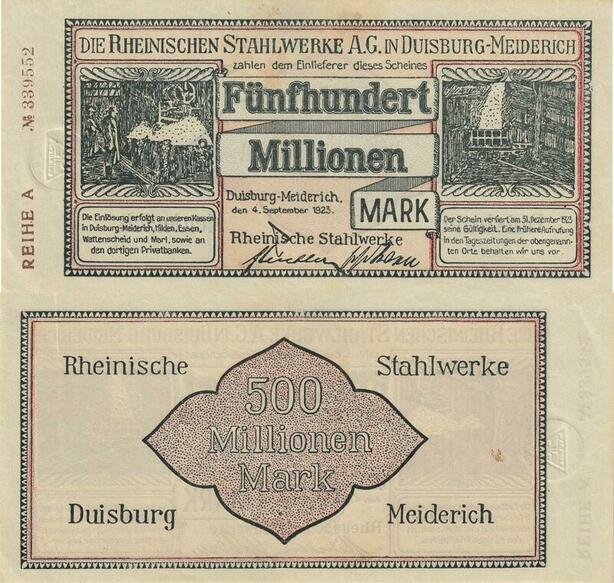 № 339552
REIHE A
DIE RHEINISCHEN STAHLWERKE A.G. IN DUISBURG-MEIDERICH
zahlen dem Einlieferer dieses Scheines
Fünfhundert
Millionen
MARK
Duisburg-Meiderich,
den 4. September 1923.
Rheinische Stahlwerke
Die Einlösung erfolgt an unseren Kassen
in Duisburg-Meiderich, Hilden, Essen,
Wattenscheid und Marl, sowie an
den dortigen Privatbanken.
Der Schein verliert am 31. Dezember 1923
seine Gültigkeit. Eine frühere Aufrufung
in den Tageszeitungen der obengenann-
ten Orte behalten wir uns vor.
Rheinische Stahlwerke
500
Millionen
Mark
Duisburg Meiderich